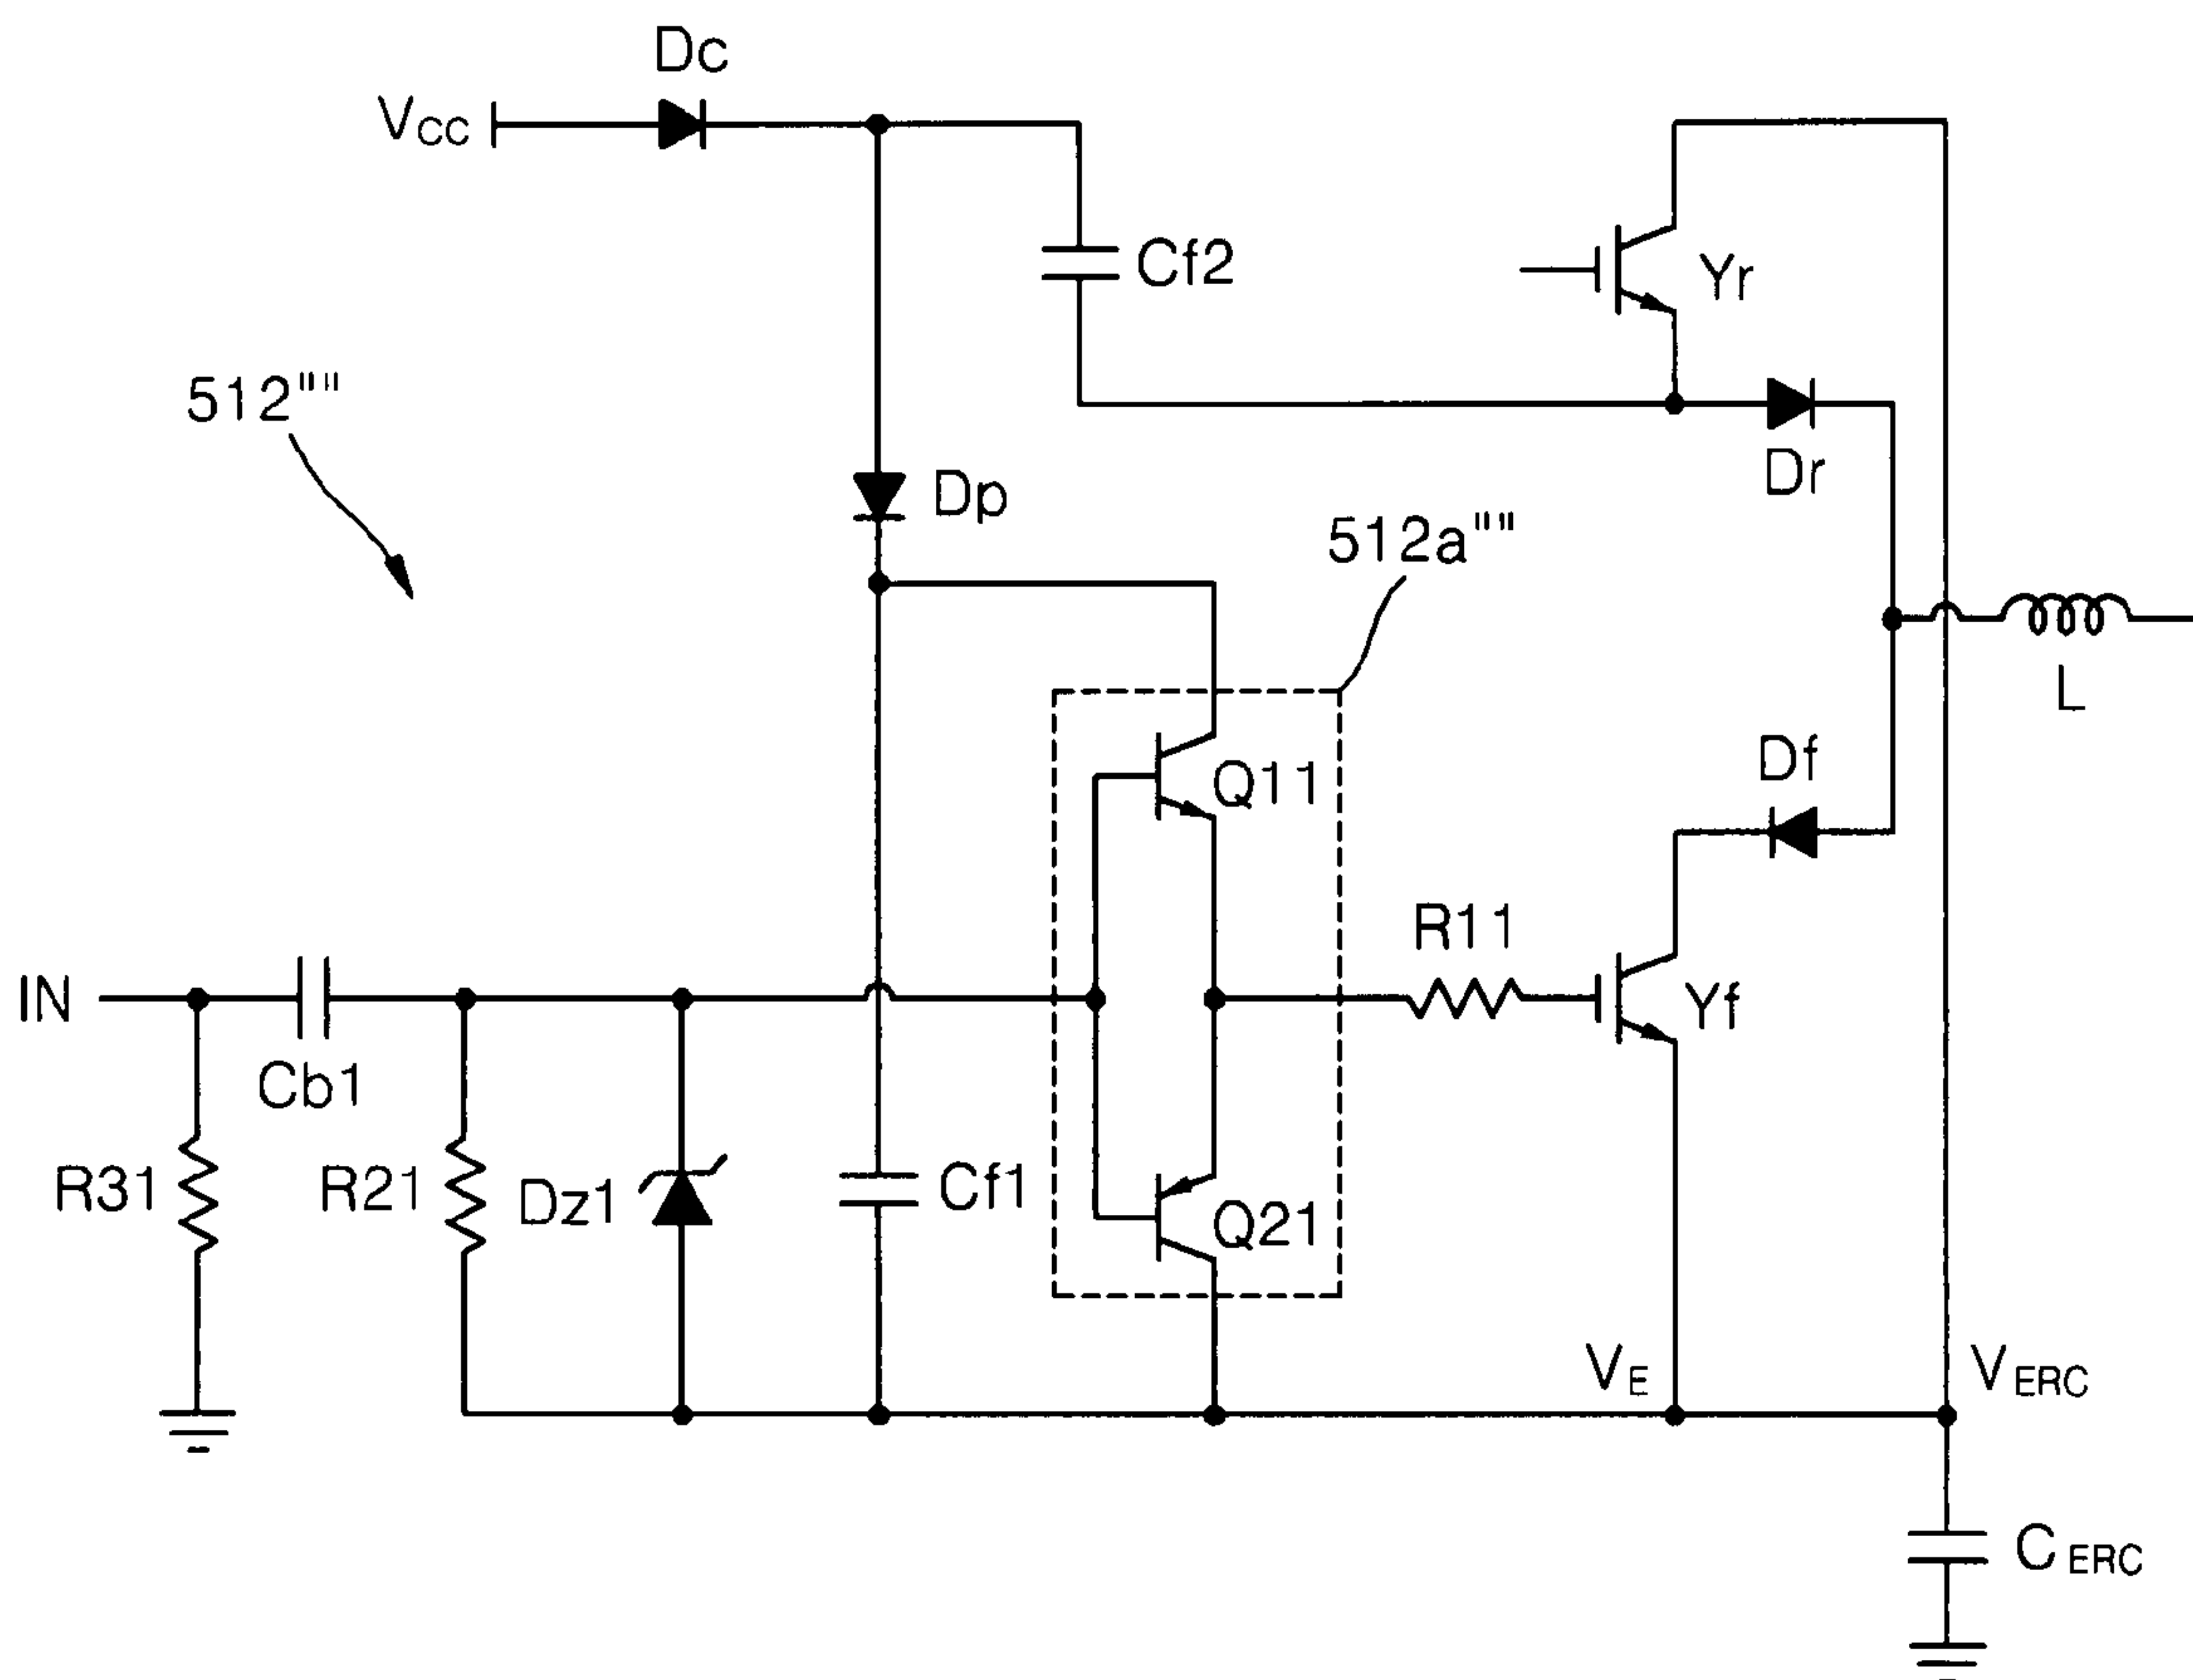 Dc
VCC
Cf2
Yr
512""
Dr
Dp
512a""
L
Df
Q11
R11
IN
Yf
Cb1
R31
R21
Dz1
Cf1
Q21
VE
VERC
CERC